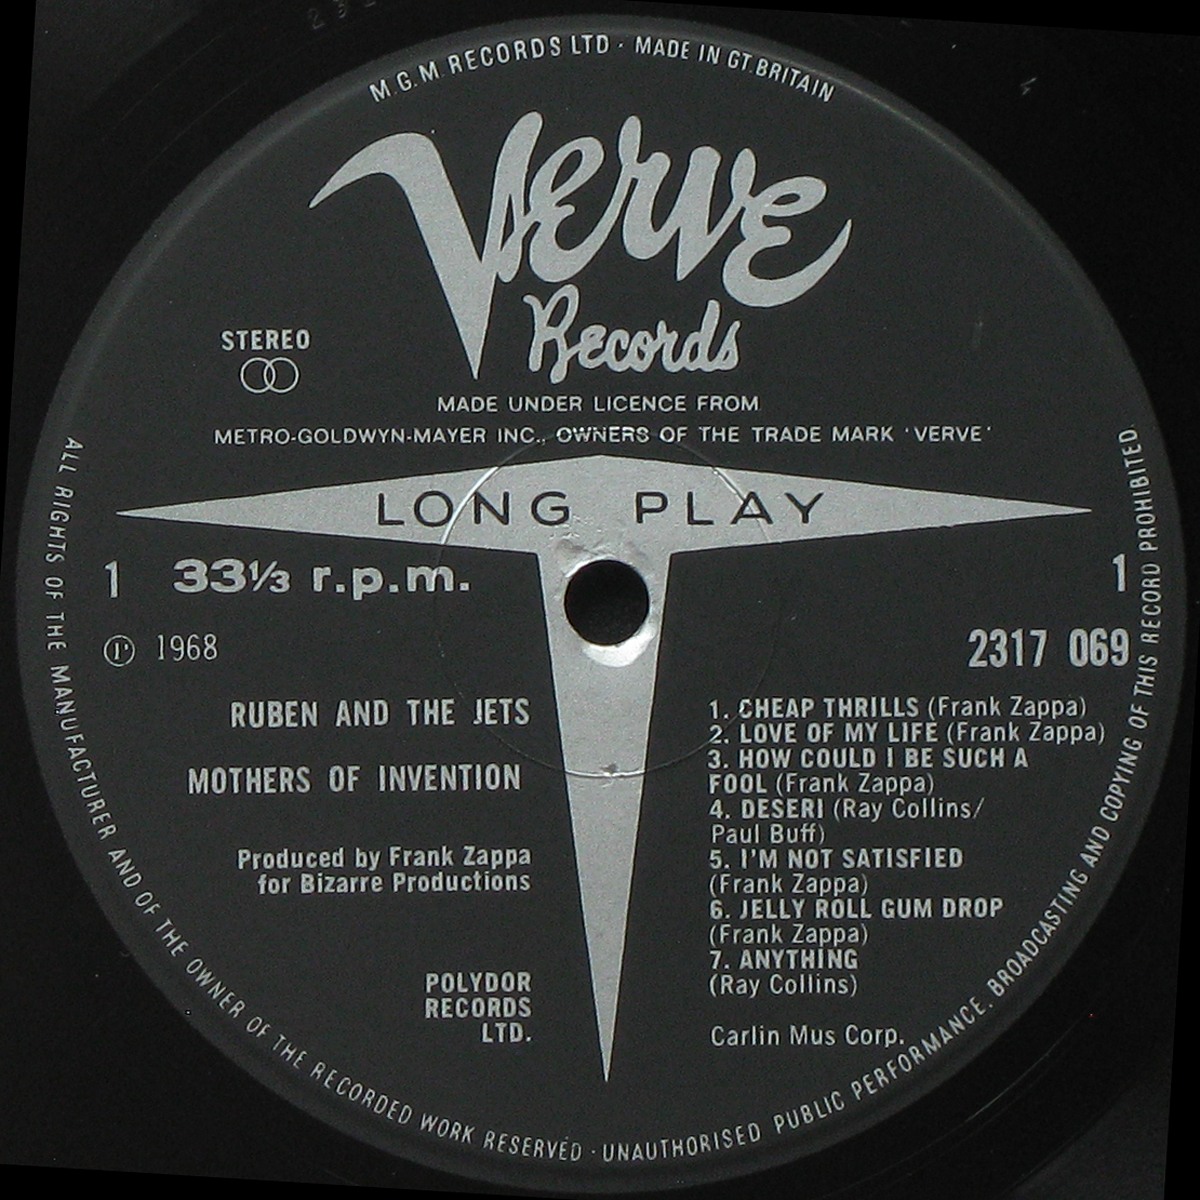 M.G.M. RECORDS LTD · MADE IN GT. BRITAIN
Verve
Records
STEREO
MADE UNDER LICENCE FROM
METRO-GOLDWYN-MAYER INC., OWNERS OF THE TRADE MARK 'VERVE'
LONG PLAY
1 33⅓ r.p.m.
1
℗ 1968
2317 069
RUBEN AND THE JETS
MOTHERS OF INVENTION
Produced by Frank Zappa
for Bizarre Productions
POLYDOR
RECORDS
LTD.
1. CHEAP THRILLS (Frank Zappa)
2. LOVE OF MY LIFE (Frank Zappa)
3. HOW COULD I BE SUCH A
FOOL (Frank Zappa)
4. DESERI (Ray Collins/
Paul Buff)
5. I'M NOT SATISFIED
(Frank Zappa)
6. JELLY ROLL GUM DROP
(Frank Zappa)
7. ANYTHING
(Ray Collins)
Carlin Mus Corp.
ALL RIGHTS OF THE MANUFACTURER AND OF THE OWNER OF THE RECORDED WORK RESERVED · UNAUTHORISED PUBLIC PERFORMANCE, BROADCASTING AND COPYING OF THIS RECORD PROHIBITED.